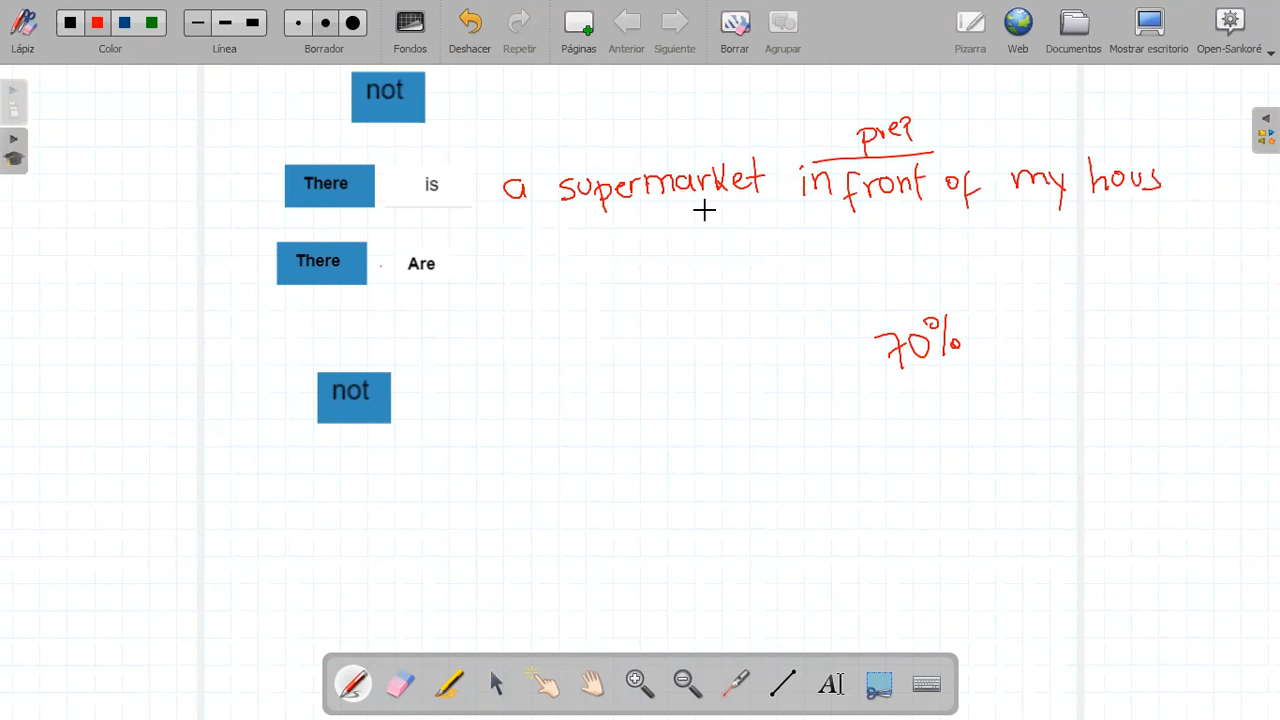 Lápiz Color Línea Borrador Fondos Deshacer Repetir Páginas Anterior Siguiente Borrar Agrupar Pizarra Web Documentos Mostrar escritorio Open-Sankoré
not
prep
There is a supermarket in front of my hous
There Are
70%
not
AI